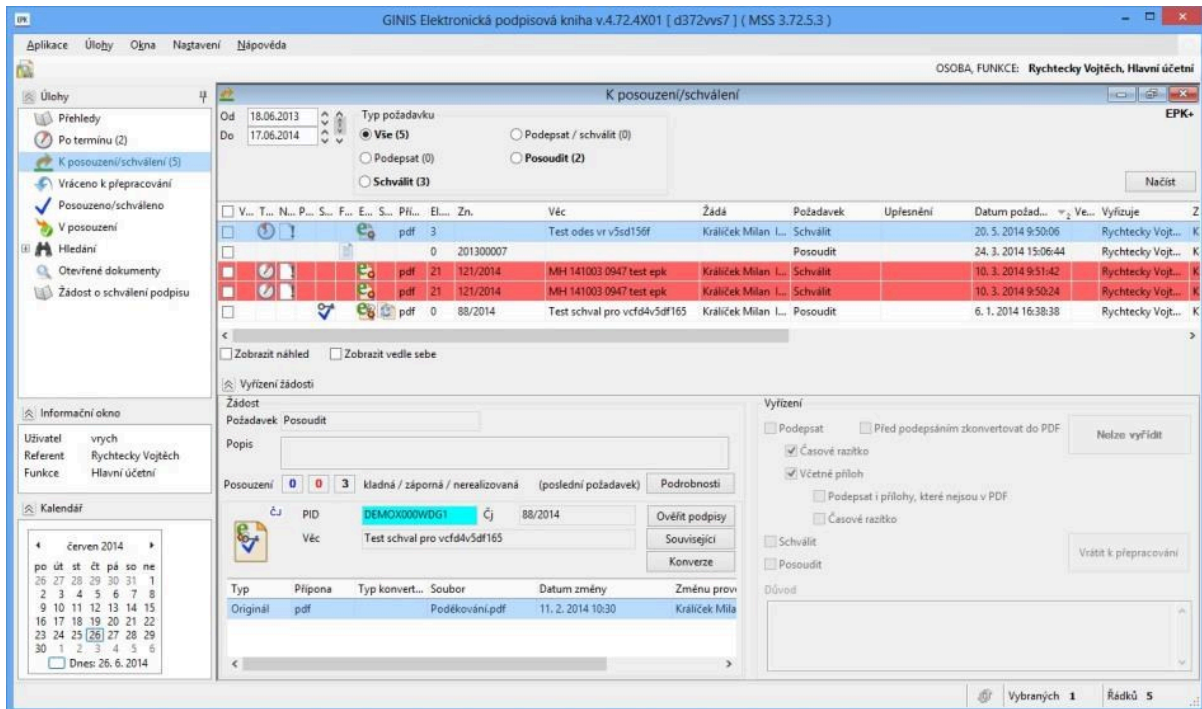 EPK GINIS Elektronická podpisová kniha v.4.72.4X01 [ d372vvs7 ] ( MSS 3.72.5.3 )
Aplikace Úlohy Okna Nastavení Nápověda
OSOBA, FUNKCE: Rychtecky Vojtěch, Hlavní účetní
Úlohy
Přehledy
Po termínu (2)
K posouzení/schválení (5)
Vráceno k přepracování
Posouzeno/schváleno
V posouzení
Hledání
Otevřené dokumenty
Žádost o schválení podpisu
Informační okno
Uživatel vrych
Referent Rychtecky Vojtěch
Funkce Hlavní účetní
Kalendář
červen 2014
po út st čt pá so ne
26 27 28 29 30 31 1
2 3 4 5 6 7 8
9 10 11 12 13 14 15
16 17 18 19 20 21 22
23 24 25 26 27 28 29
30 1 2 3 4 5 6
Dnes: 26. 6. 2014
K posouzení/schválení
EPK+
Od 18.06.2013
Do 17.06.2014
Typ požadavku
Vše (5) Podepsat / schválit (0)
Podepsat (0) Posoudit (2)
Schválit (3)
Načíst
V... T... N... P... S... F... E... S... Pří... El.... Zn. Věc Žádá Požadavek Upřesnění Datum požad... 2 Ve... Vyřizuje Z
pdf 3 Test odes vr v5sd156f Králíček Milan I... Schválit 20. 5. 2014 9:50:06 Rychtecky Vojt... K
0 201300007 Posoudit 24. 3. 2014 15:06:44 Rychtecky Vojt... K
pdf 21 121/2014 MH 141003 0947 test epk Králíček Milan I... Schválit 10. 3. 2014 9:51:42 Rychtecky Vojt... K
pdf 21 121/2014 MH 141003 0947 test epk Králíček Milan I... Schválit 10. 3. 2014 9:50:24 Rychtecky Vojt... K
pdf 0 88/2014 Test schval pro vcfd4v5df165 Králíček Milan I... Posoudit 6. 1. 2014 16:38:38 Rychtecky Vojt... K
Zobrazit náhled Zobrazit vedle sebe
Vyřízení žádosti
Žádost
Požadavek Posoudit
Popis
Posouzení 0 0 3 kladná / záporná / nerealizovaná (poslední požadavek) Podrobnosti
ČJ PID DEMOX000WDG1 Čj 88/2014 Ověřit podpisy
Věc Test schval pro vcfd4v5df165 Související
Konverze
Typ Přípona Typ konvert... Soubor Datum změny Změnu prov
Originál pdf Poděkování.pdf 11. 2. 2014 10:30 Králíček Mila
Vyřízení
Podepsat Před podepsáním zkonvertovat do PDF Nelze vyřídit
Časové razítko
Včetně příloh
Podepsat i přílohy, které nejsou v PDF
Časové razítko
Schválit
Posoudit
Vrátit k přepracování
Důvod
Vybraných 1 Řádků 5